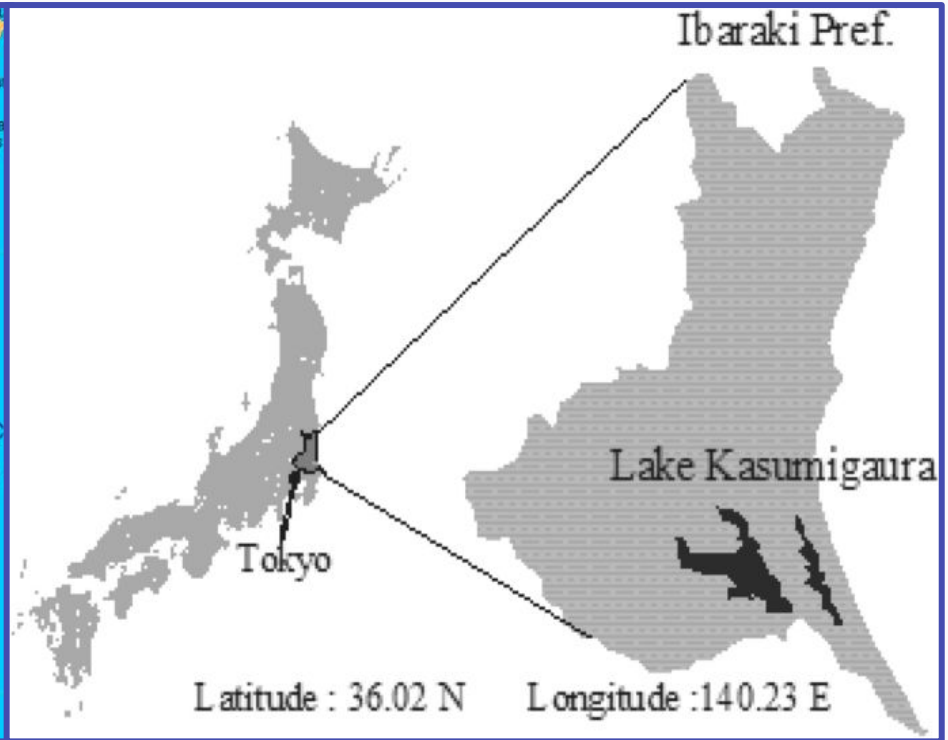 Ibaraki Pref.
Lake Kasumigaura
Tokyo
Latitude : 36.02 N Longitude :140.23 E